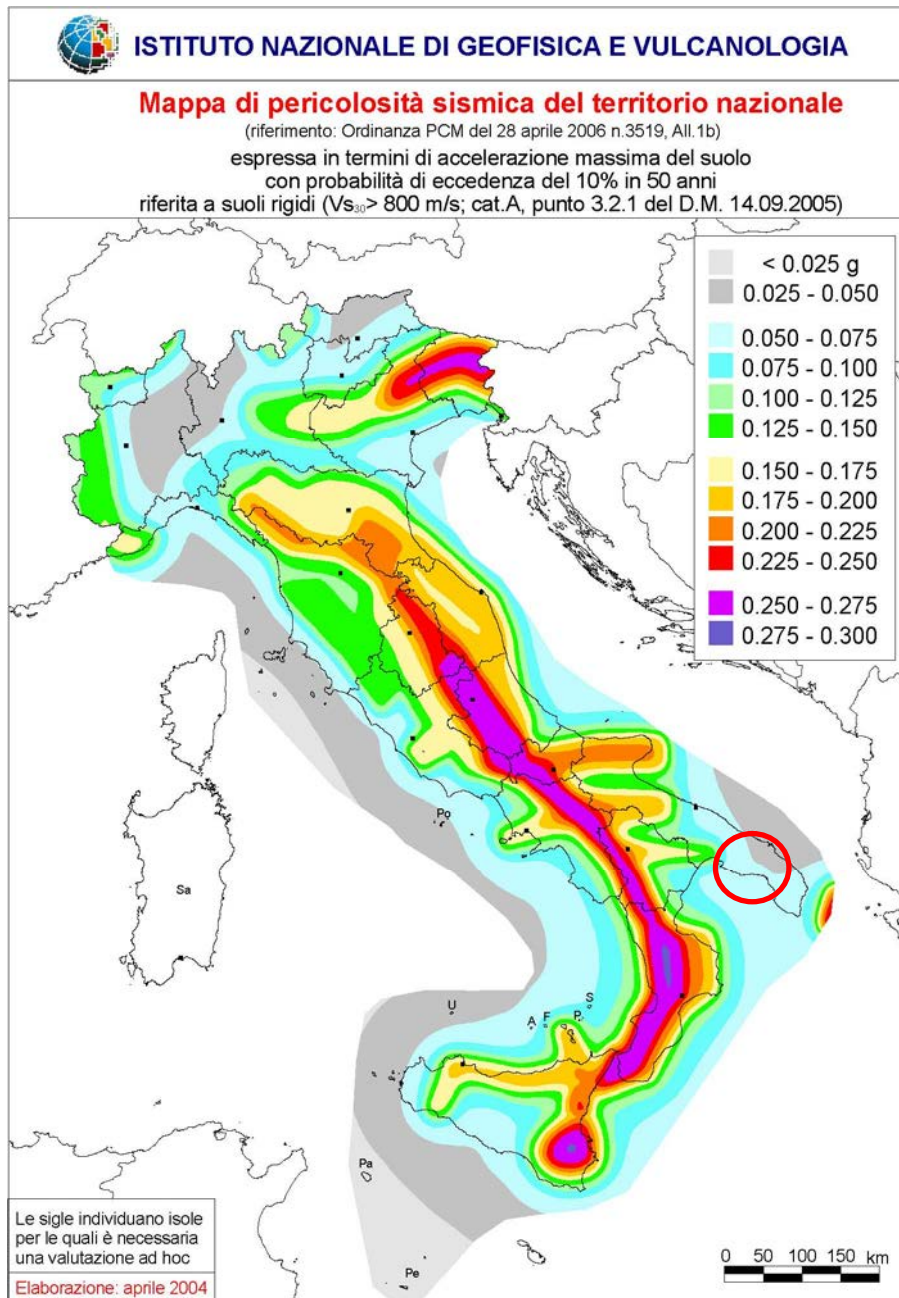 ISTITUTO NAZIONALE DI GEOFISICA E VULCANOLOGIA
Mappa di pericolosità sismica del territorio nazionale
(riferimento: Ordinanza PCM del 28 aprile 2006 n.3519, All.1b)
espressa in termini di accelerazione massima del suolo
con probabilità di eccedenza del 10% in 50 anni
riferita a suoli rigidi (Vs30> 800 m/s; cat.A, punto 3.2.1 del D.M. 14.09.2005)
< 0.025 g
0.025 - 0.050
0.050 - 0.075
0.075 - 0.100
0.100 - 0.125
0.125 - 0.150
0.150 - 0.175
0.175 - 0.200
0.200 - 0.225
0.225 - 0.250
0.250 - 0.275
0.275 - 0.300
Po
Sa
U
A
F
P
S
Pa
Pe
Le sigle individuano isole
per le quali è necessaria
una valutazione ad hoc
Elaborazione: aprile 2004
0 50 100 150 km